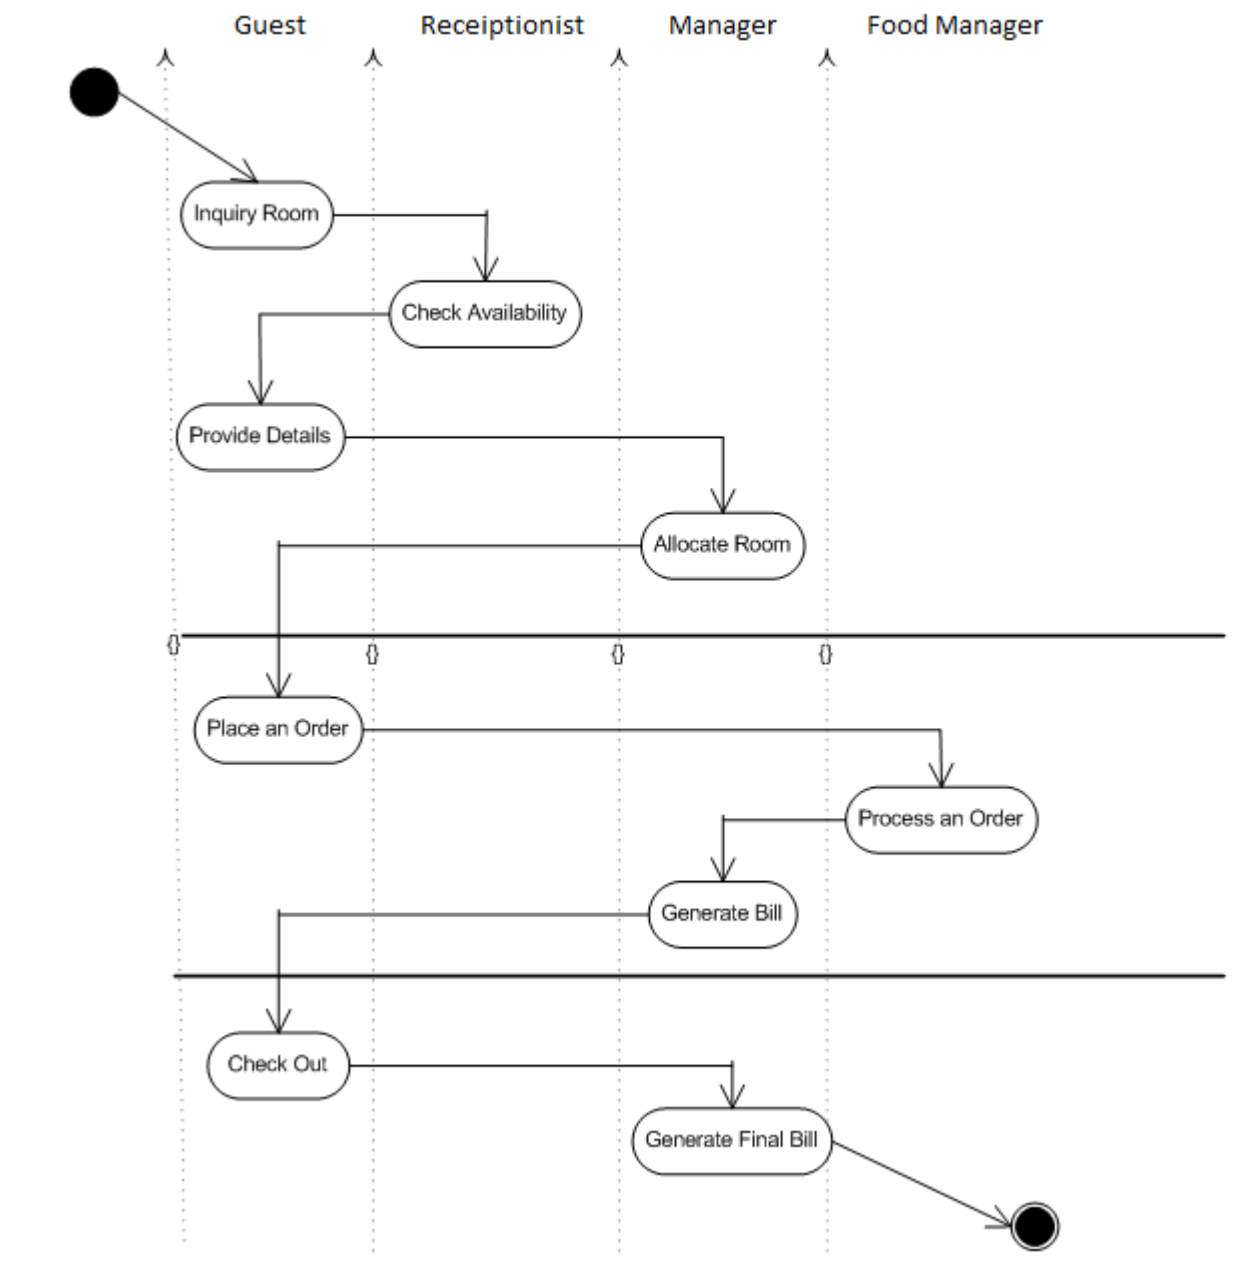 Guest
Receiptionist
Manager
Food Manager
Inquiry Room
Check Availability
Provide Details
Allocate Room
{}
{}
{}
{}
Place an Order
Process an Order
Generate Bill
Check Out
Generate Final Bill